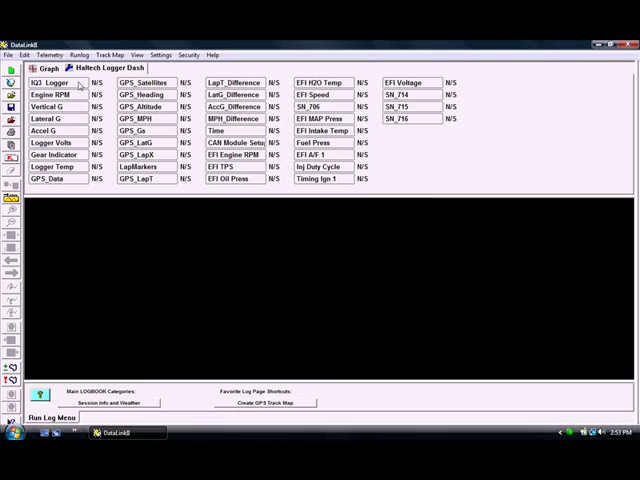 DataLinkII
File Edit Telemetry Runlog Track Map View Settings Security Help
Graph Haltech Logger Dash
IQ3 Logger N/S GPS_Satellites N/S LapT_Difference N/S EFI H2O Temp N/S EFI Voltage N/S
Engine RPM N/S GPS_Heading N/S LatG_Difference N/S EFI Speed N/S SN_714 N/S
Vertical G N/S GPS_Altitude N/S AccG_Difference N/S SN_706 N/S SN_715 N/S
Lateral G N/S GPS_MPH N/S MPH_Difference N/S EFI MAP Press N/S SN_716 N/S
Accel G N/S GPS_Gs N/S Time N/S EFI Intake Temp N/S
Logger Volts N/S GPS_LatG N/S CAN Module Setu N/S Fuel Press N/S
Gear Indicator N/S GPS_LapX N/S EFI Engine RPM N/S EFI A/F 1 N/S
Logger Temp N/S LapMarkers N/S EFI TPS N/S Inj Duty Cycle N/S
GPS_Data N/S GPS_LapT N/S EFI Oil Press N/S Timing Ign 1 N/S
Main LOGBOOK Categories: Favorite Log Page Shortcuts:
Session Info and Weather Create GPS Track Map
Run Log Menu
DataLinkII 2:53 PM